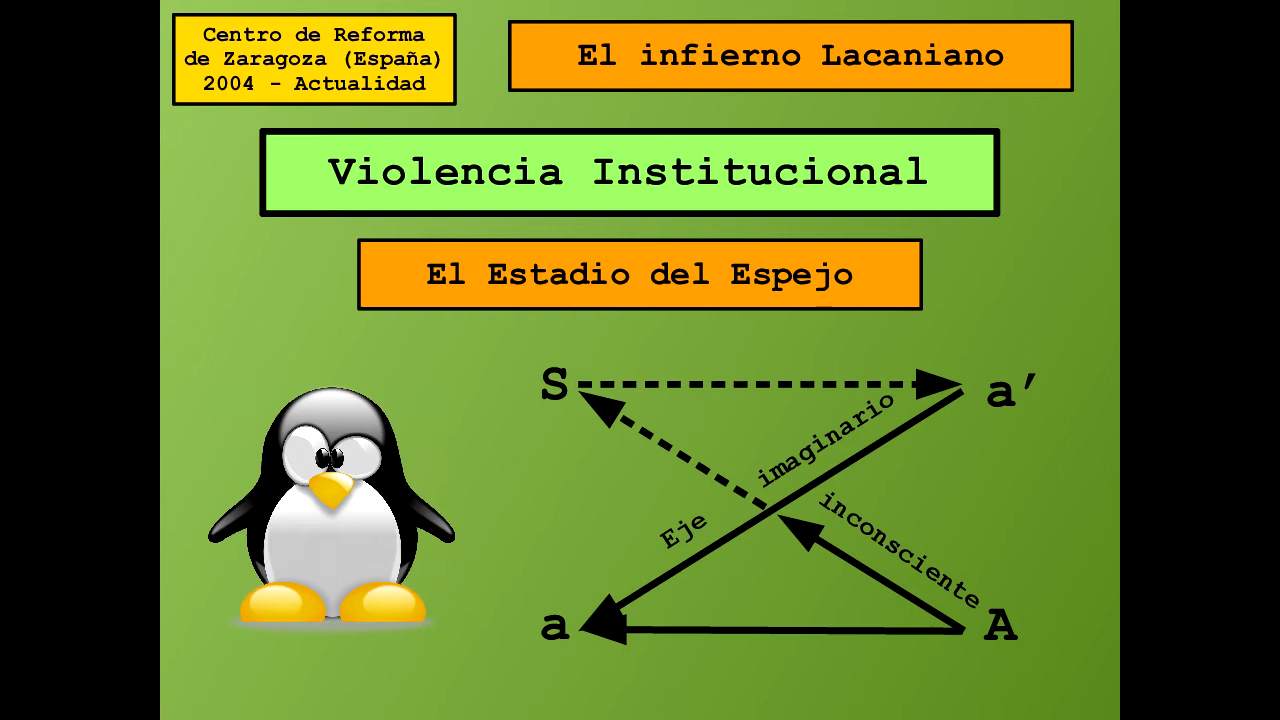 Centro de Reforma
de Zaragoza (España)
2004 - Actualidad
El infierno Lacaniano
Violencia Institucional
El Estadio del Espejo
S
a’
imaginario
inconsciente
Eje
a
A